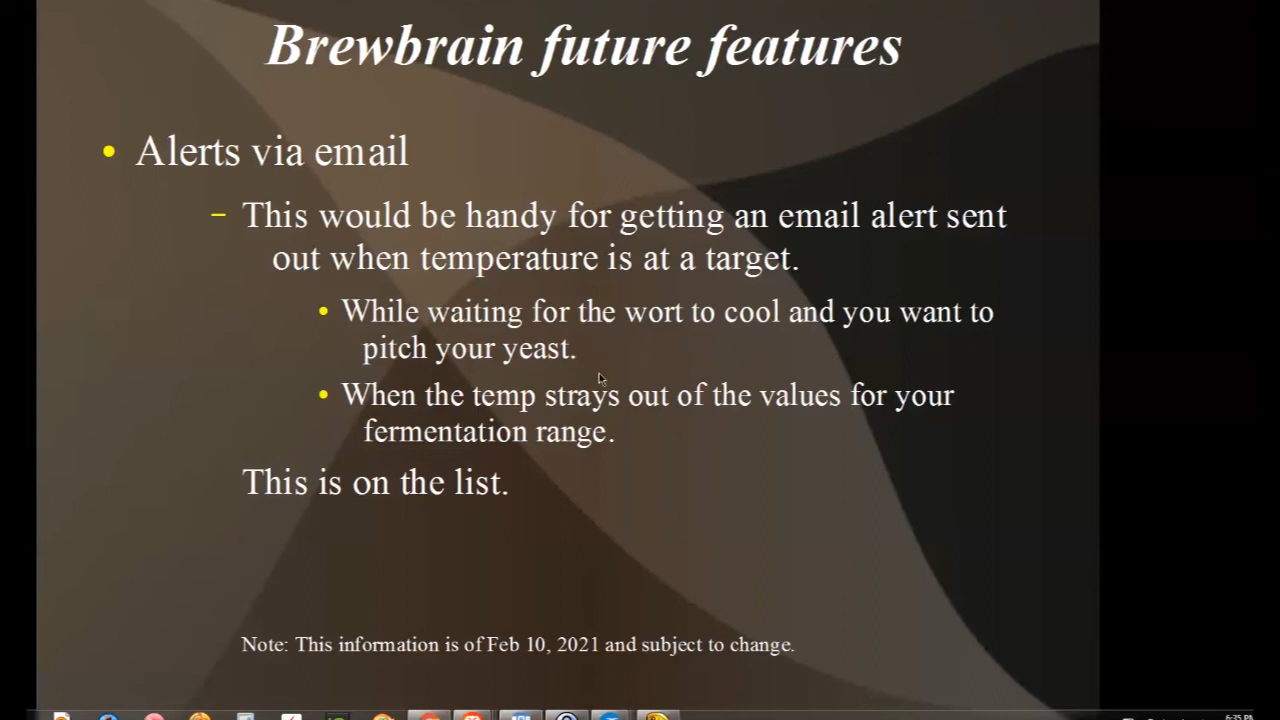 Brewbrain future features
• Alerts via email
– This would be handy for getting an email alert sent
out when temperature is at a target.
• While waiting for the wort to cool and you want to
pitch your yeast.
• When the temp strays out of the values for your
fermentation range.
This is on the list.
Note: This information is of Feb 10, 2021 and subject to change.
6:35 PM